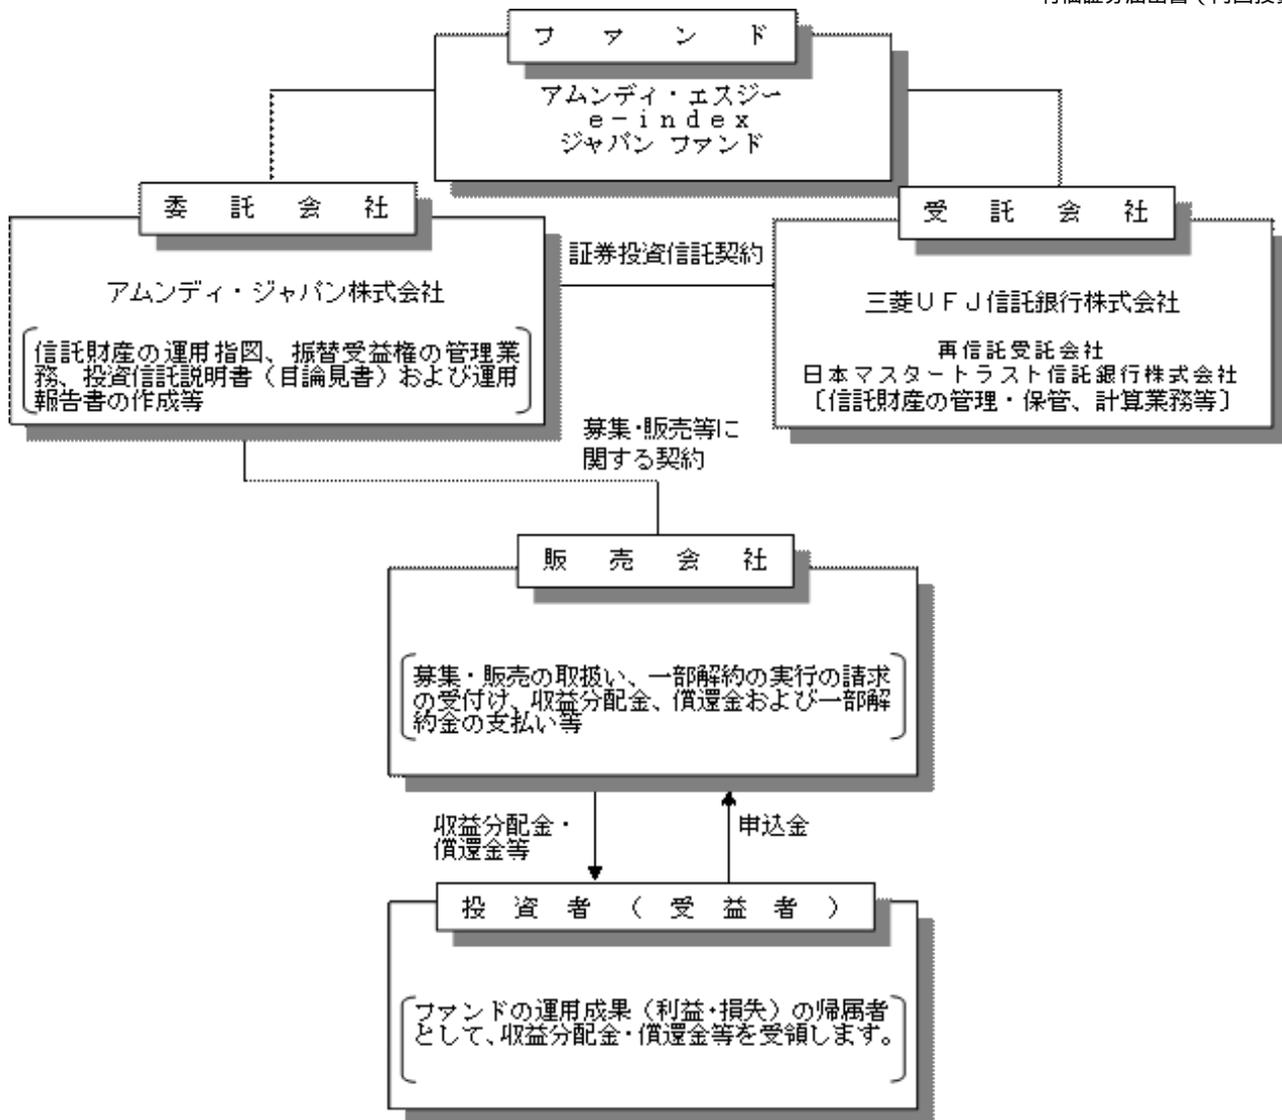 ファンド
アムンディ・エスジー
e－index
ジャパン ファンド
委託会社
アムンディ・ジャパン株式会社
信託財産の運用指図、振替受益権の管理業
務、投資信託説明書（目論見書）および運用
報告書の作成等
証券投資信託契約
受託会社
三菱ＵＦＪ信託銀行株式会社
再信託受託会社
日本マスタートラスト信託銀行株式会社
〔信託財産の管理・保管、計算業務等〕
募集・販売等に
関する契約
販売会社
募集・販売の取扱い、一部解約の実行の請求
の受付け、収益分配金、償還金および一部解
約金の支払い等
収益分配金・
償還金等
申込金
投資者（受益者）
ファンドの運用成果（利益・損失）の帰属者
として、収益分配金・償還金等を受領します。